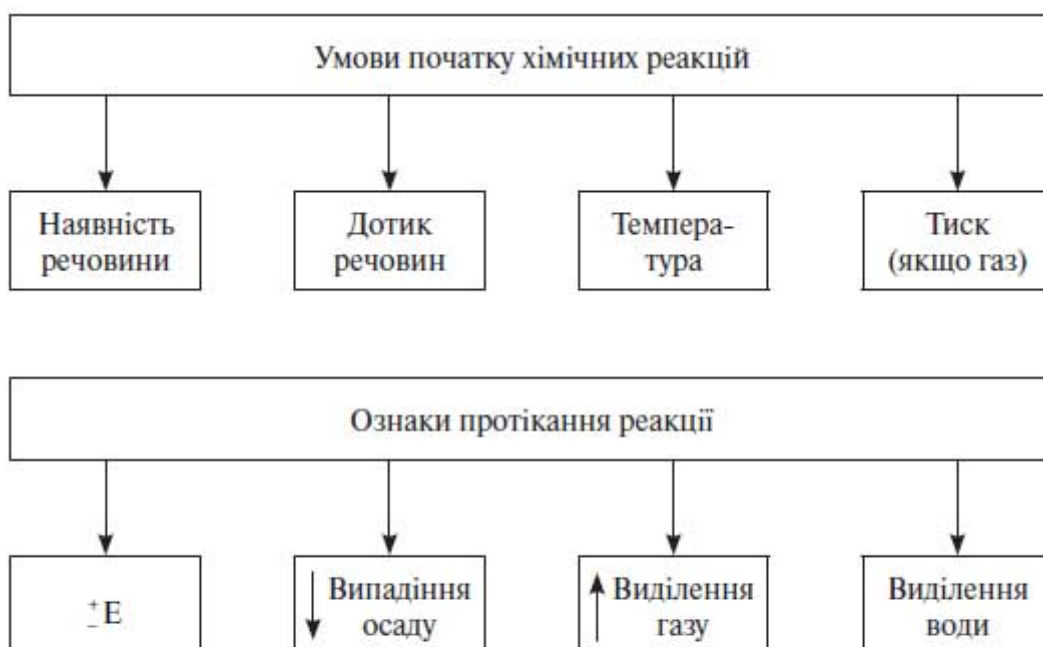 Умови початку хімічних реакцій
Наявність
речовини
Дотик
речовин
Темпера-
тура
Тиск
(якщо газ)
Ознаки протікання реакції
±E
Випадіння
осаду
Виділення
газу
Виділення
води